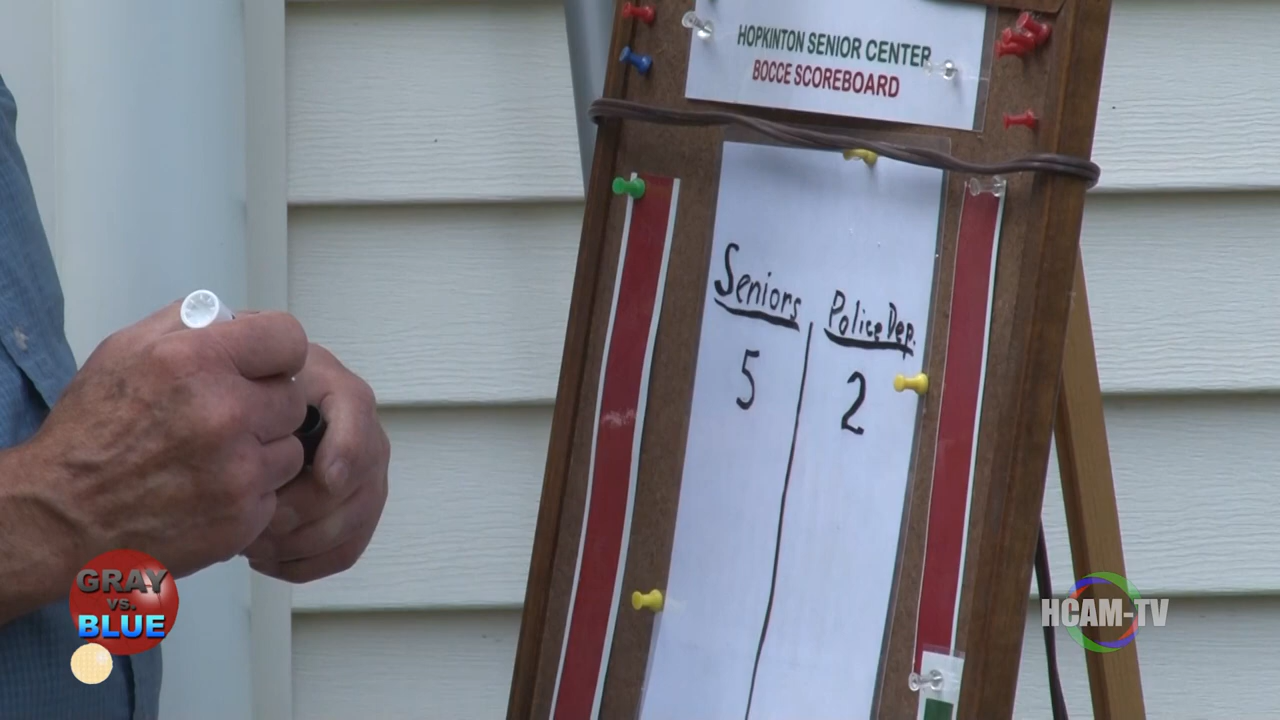 HOPKINTON SENIOR CENTER
BOCCE SCOREBOARD
Seniors Police Dep.
5 2
GRAY
vs.
BLUE
HCAM-TV